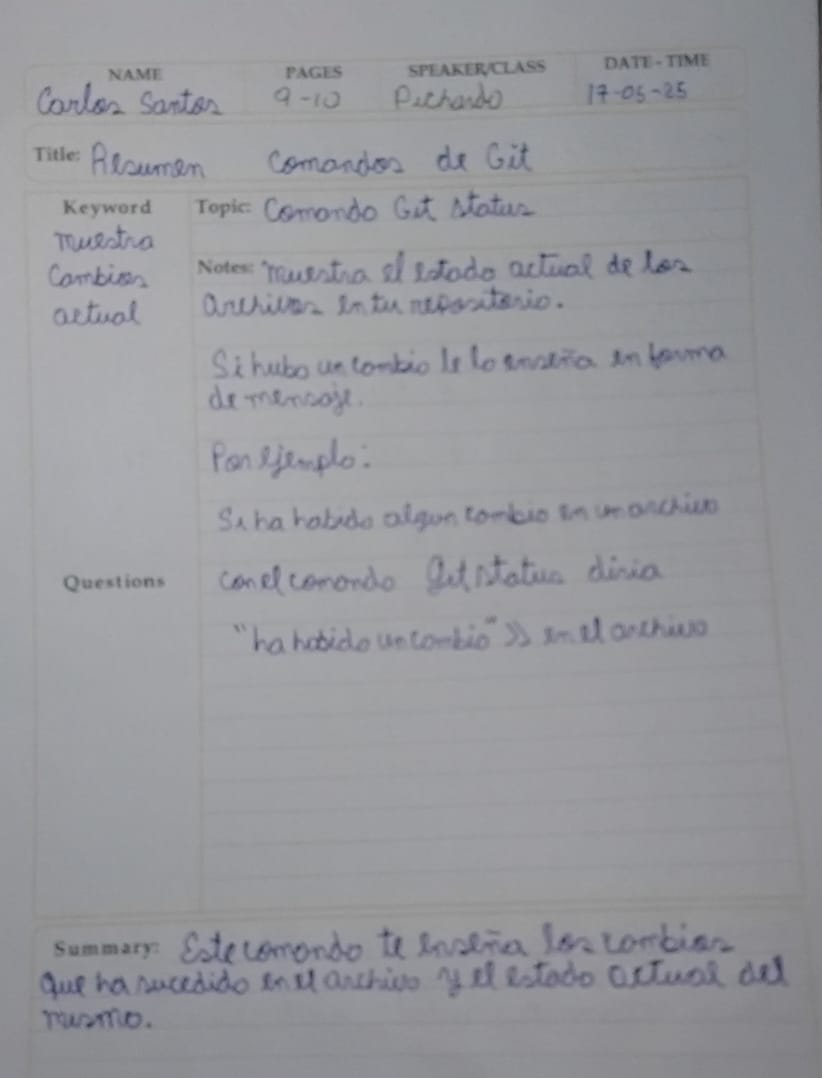 NAME PAGES SPEAKER/CLASS DATE - TIME
Carlos Santos 9-10 Pichardo 17-05-25
Title: Resumen Comandos de Git
Keyword Topic: Comando Git status
muestra
Cambios Notes: "muestra el estado actual de los
actual archivos en tu repositorio.
Si hubo un cambio le lo enseña en forma
de mensaje.
Por ejemplo:
Si ha habido algun cambio en un archivo
Questions con el comando Git status diria
"ha habido un cambio" >> en el archivo
Summary: Este comando te enseña los cambios
que ha sucedido en el archivo y el estado actual del
mismo.